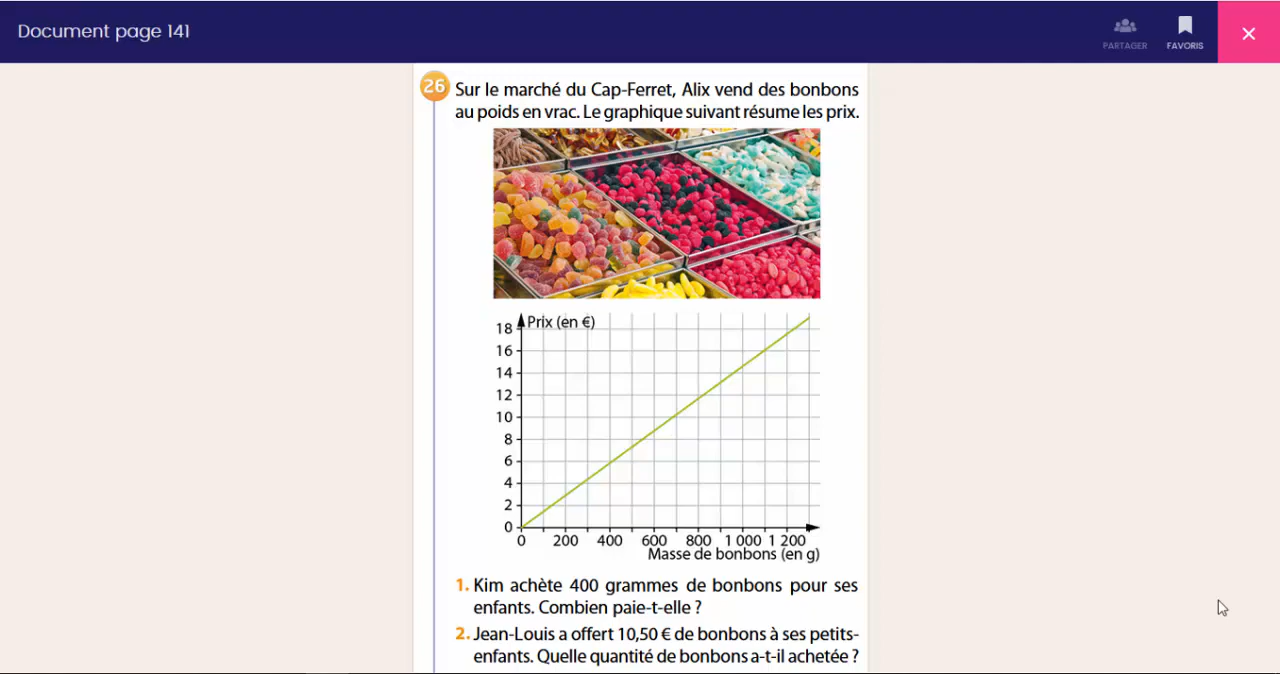 Document page 141
PARTAGER
FAVORIS
26 Sur le marché du Cap-Ferret, Alix vend des bonbons
au poids en vrac. Le graphique suivant résume les prix.
Prix (en €)
18
16
14
12
10
8
6
4
2
0
0 200 400 600 800 1 000 1 200
Masse de bonbons (en g)
1. Kim achète 400 grammes de bonbons pour ses
enfants. Combien paie-t-elle ?
2. Jean-Louis a offert 10,50 € de bonbons à ses petits-
enfants. Quelle quantité de bonbons a-t-il achetée ?